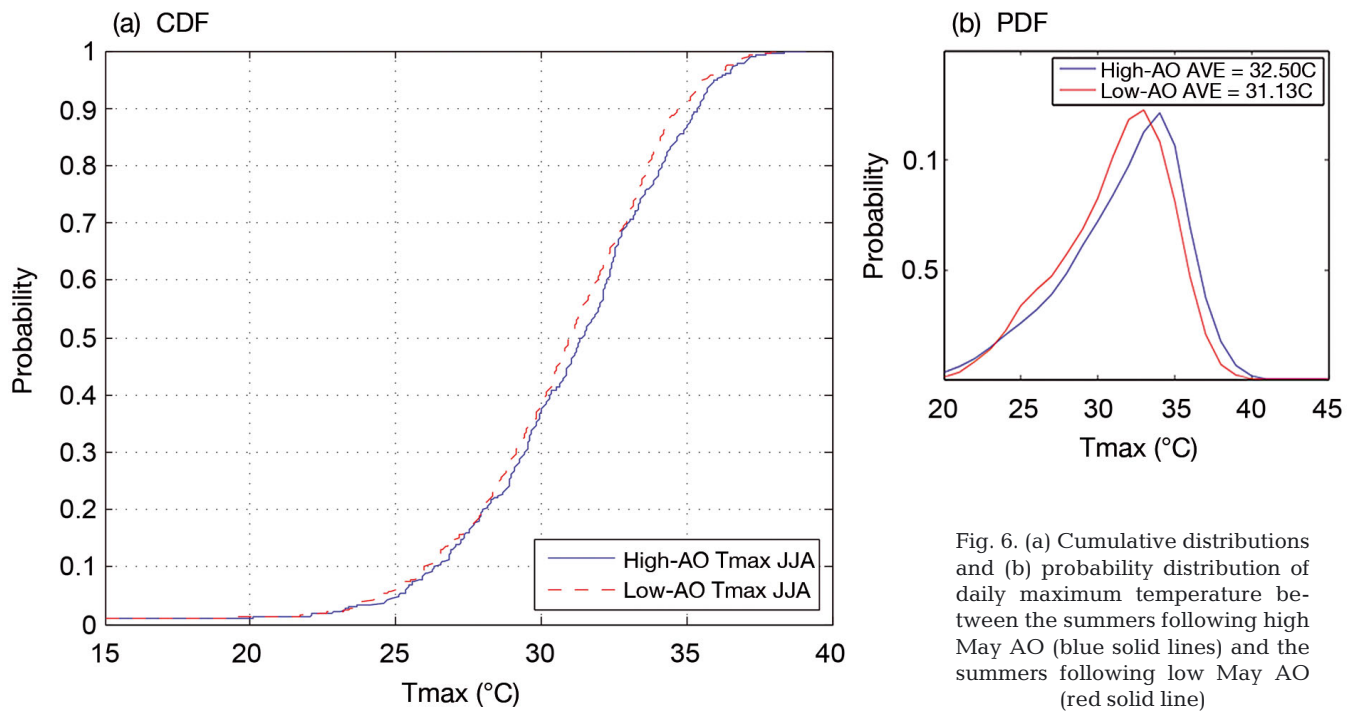 (a) CDF
1
0.9
0.8
0.7
0.6
0.5
0.4
0.3
0.2
0.1
0
Probability
High-AO Tmax JJA
Low-AO Tmax JJA
15 20 25 30 35 40
Tmax (°C)
(b) PDF
High-AO AVE = 32.50C
Low-AO AVE = 31.13C
0.1
0.5
Probability
20 25 30 35 40 45
Tmax (°C)
Fig. 6. (a) Cumulative distributions
and (b) probability distribution of
daily maximum temperature be-
tween the summers following high
May AO (blue solid lines) and the
summers following low May AO
(red solid line)